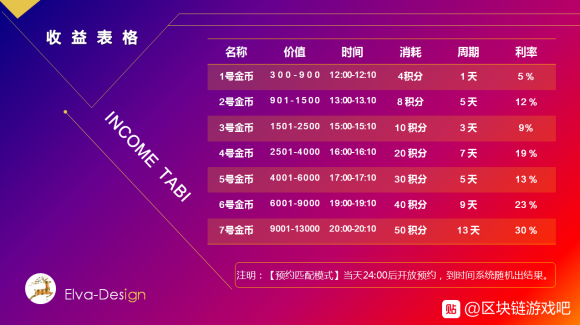 收益表格
名称 价值 时间 消耗 周期 利率
1号金币 300-900 12:00-12:10 4积分 1天 5%
2号金币 901-1500 13:00-13.10 8积分 5天 12%
3号金币 1501-2500 15:00-15:10 10积分 3天 9%
4号金币 2501-4000 16:00-16:10 20积分 7天 19%
5号金币 4001-6000 17:00-17:10 30积分 5天 13%
6号金币 6001-9000 19:00-19:10 40积分 9天 23%
7号金币 9001-13000 20:00-20:10 50积分 13天 30%
INCOME TABI
注明：【预约匹配模式】当天24:00后开放预约，到时间系统随机出结果。
Elva-Design
贴 @区块链游戏吧